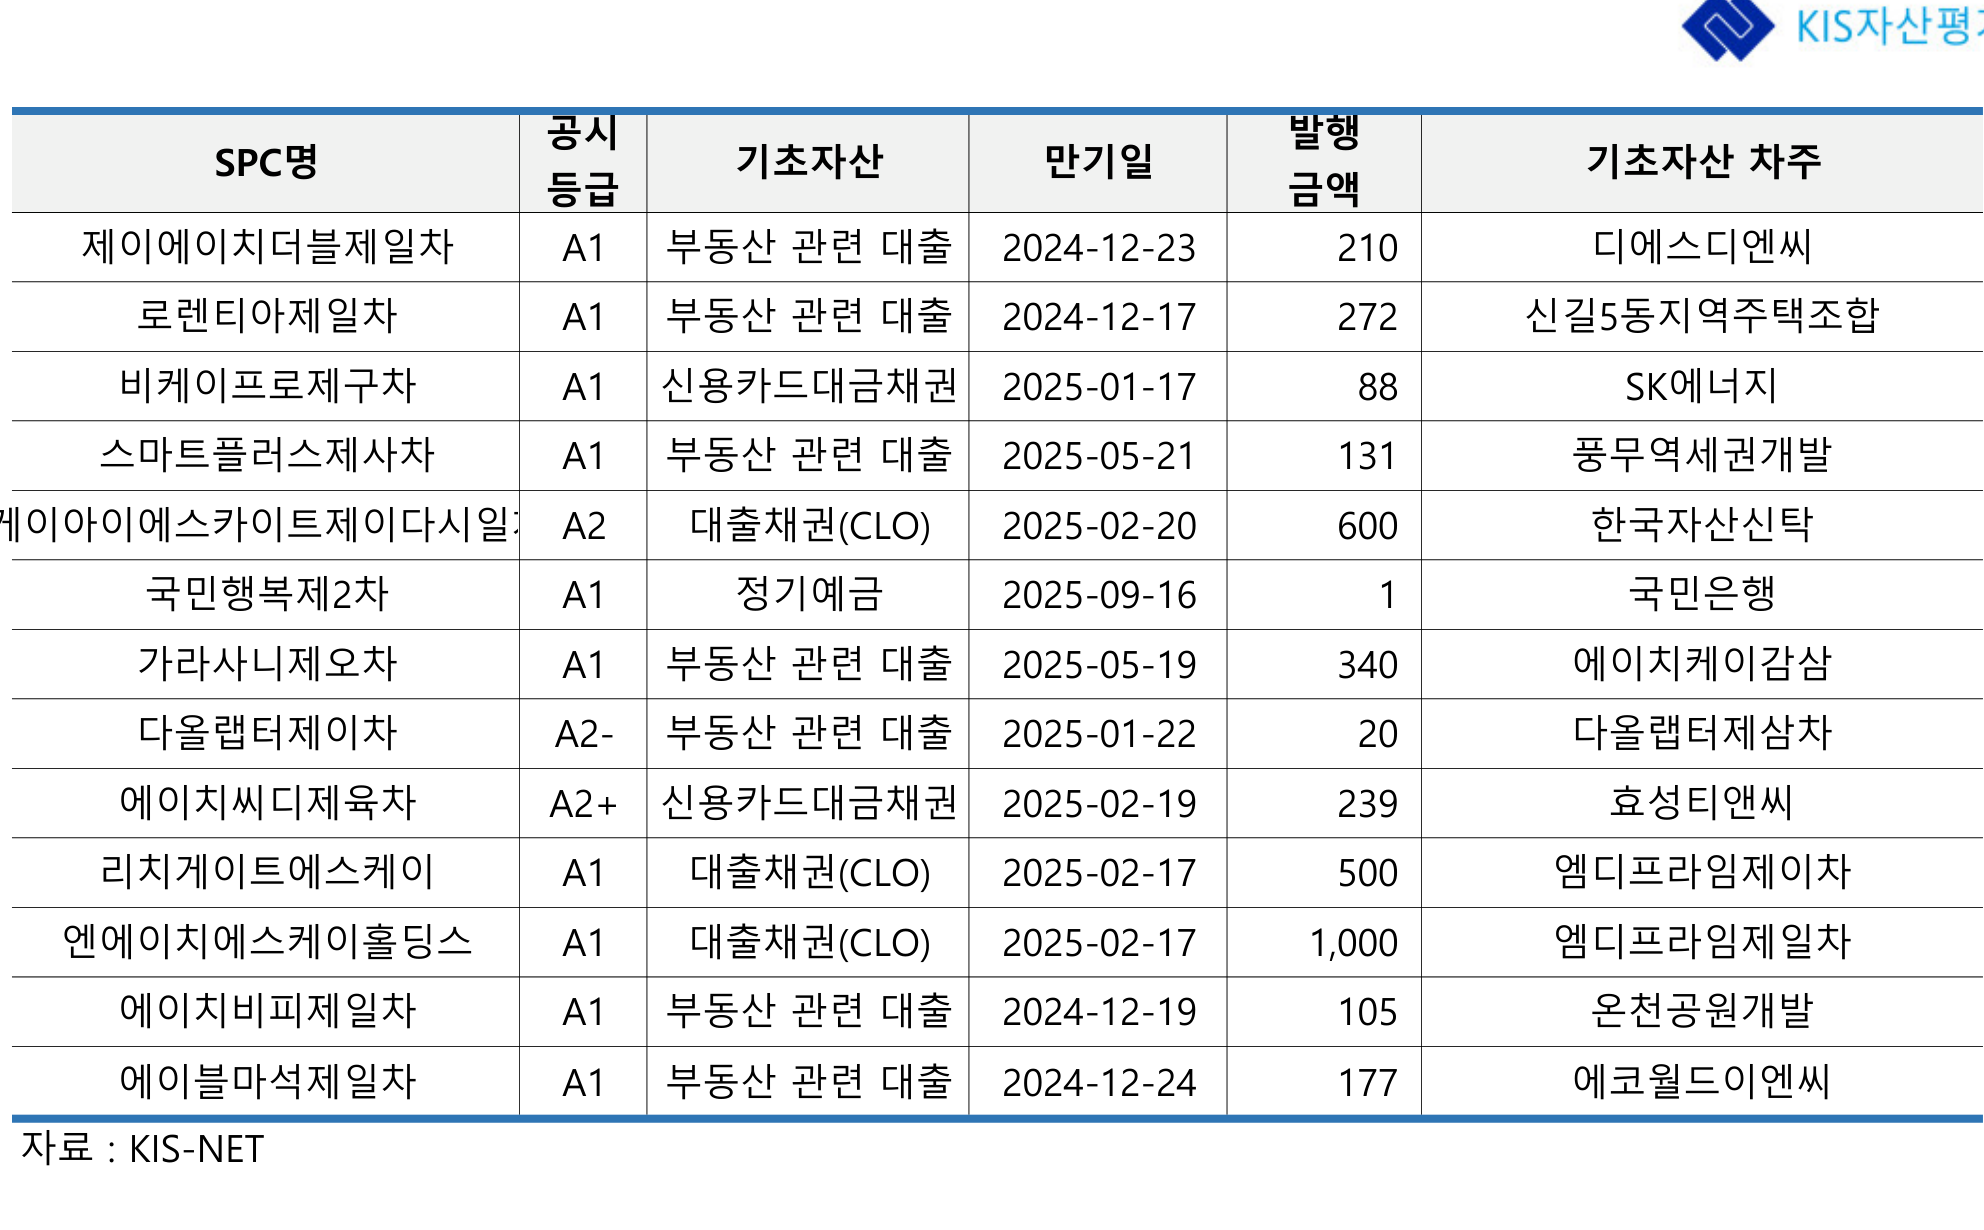 KIS자산평가
SPC명 공시등급 기초자산 만기일 발행금액 기초자산 차주
제이에이치더블제일차 A1 부동산 관련 대출 2024-12-23 210 디에스디엔씨
로렌티아제일차 A1 부동산 관련 대출 2024-12-17 272 신길5동지역주택조합
비케이프로제구차 A1 신용카드대금채권 2025-01-17 88 SK에너지
스마트플러스제사차 A1 부동산 관련 대출 2025-05-21 131 풍무역세권개발
케이아이에스카이트제이다시일차 A2 대출채권(CLO) 2025-02-20 600 한국자산신탁
국민행복제2차 A1 정기예금 2025-09-16 1 국민은행
가라사니제오차 A1 부동산 관련 대출 2025-05-19 340 에이치케이감삼
다올랩터제이차 A2- 부동산 관련 대출 2025-01-22 20 다올랩터제삼차
에이치씨디제육차 A2+ 신용카드대금채권 2025-02-19 239 효성티앤씨
리치게이트에스케이 A1 대출채권(CLO) 2025-02-17 500 엠디프라임제이차
엔에이치에스케이홀딩스 A1 대출채권(CLO) 2025-02-17 1,000 엠디프라임제일차
에이치비피제일차 A1 부동산 관련 대출 2024-12-19 105 온천공원개발
에이블마석제일차 A1 부동산 관련 대출 2024-12-24 177 에코월드이엔씨
자료 : KIS-NET